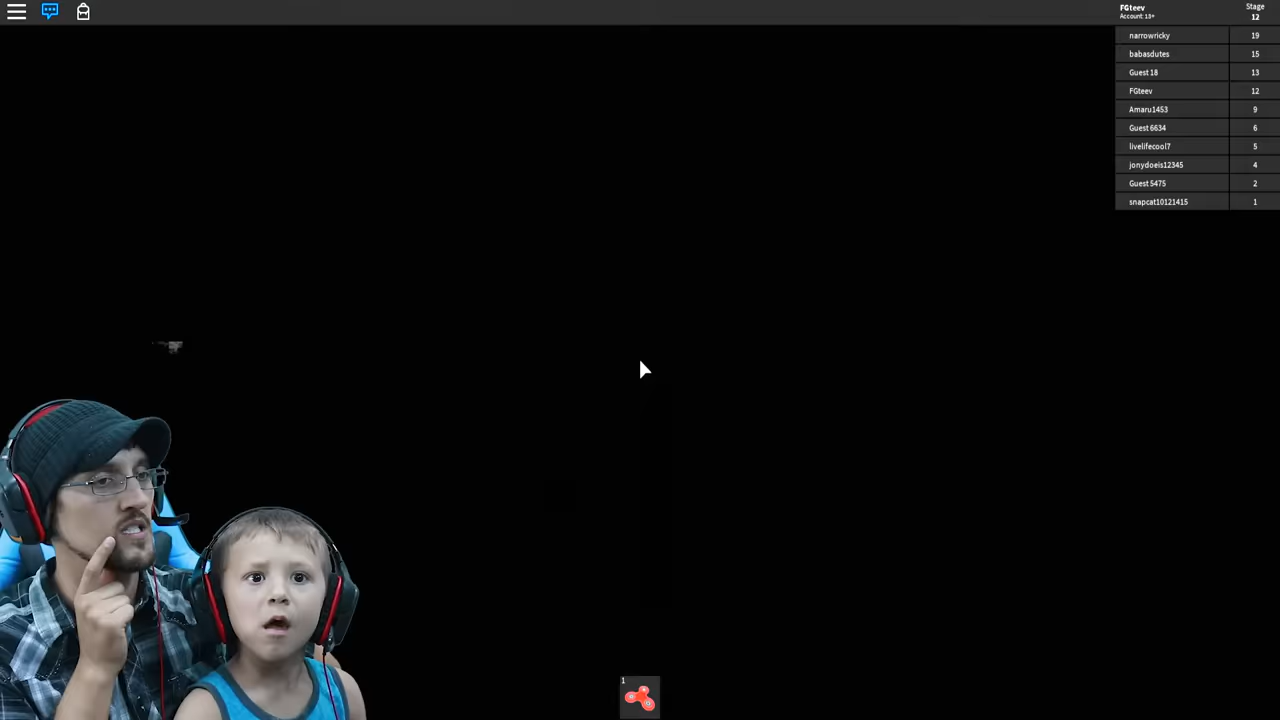 FGteev
Account: 13+
Stage
12
narrowricky 19
babasdutes 15
Guest 18 13
FGteev 12
Amaru1453 9
Guest 6634 6
livelifecool7 5
jonydoeis12345 4
Guest 5475 2
snapcat10121415 1
1